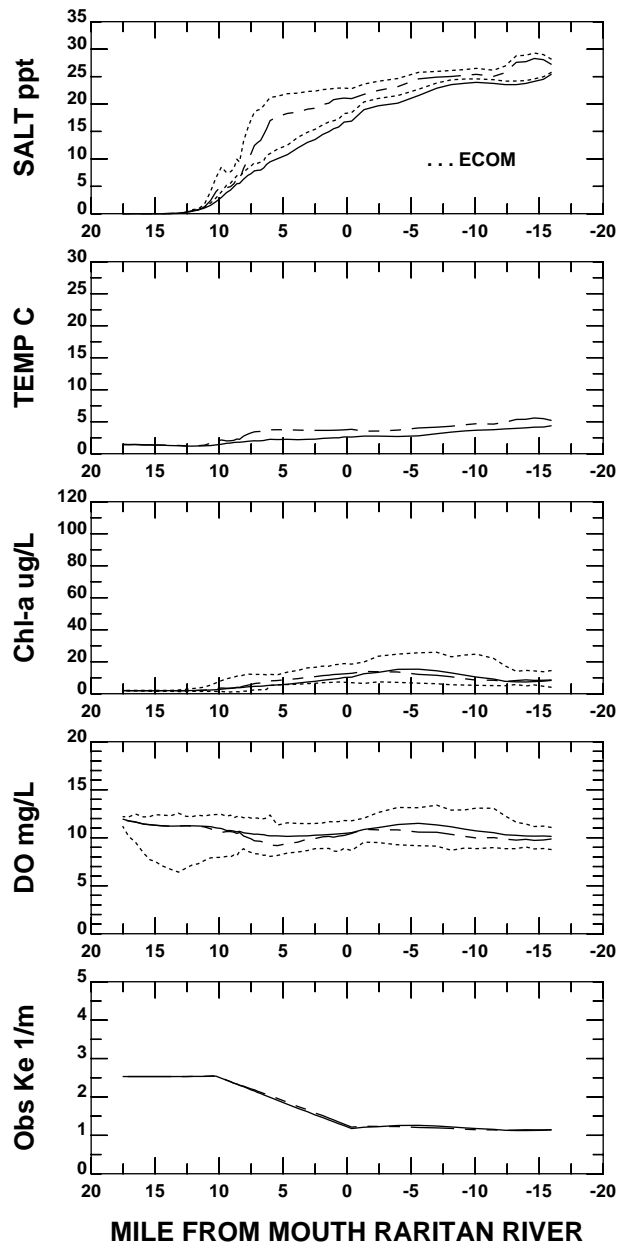 35
30
25
20
15
10
5
0
SALT ppt
. . . ECOM
20 15 10 5 0 -5 -10 -15 -20
30
25
20
15
10
5
0
TEMP C
20 15 10 5 0 -5 -10 -15 -20
120
100
80
60
40
20
0
Chl-a ug/L
20 15 10 5 0 -5 -10 -15 -20
20
15
10
5
0
DO mg/L
20 15 10 5 0 -5 -10 -15 -20
5
4
3
2
1
0
Obs Ke 1/m
20 15 10 5 0 -5 -10 -15 -20
MILE FROM MOUTH RARITAN RIVER